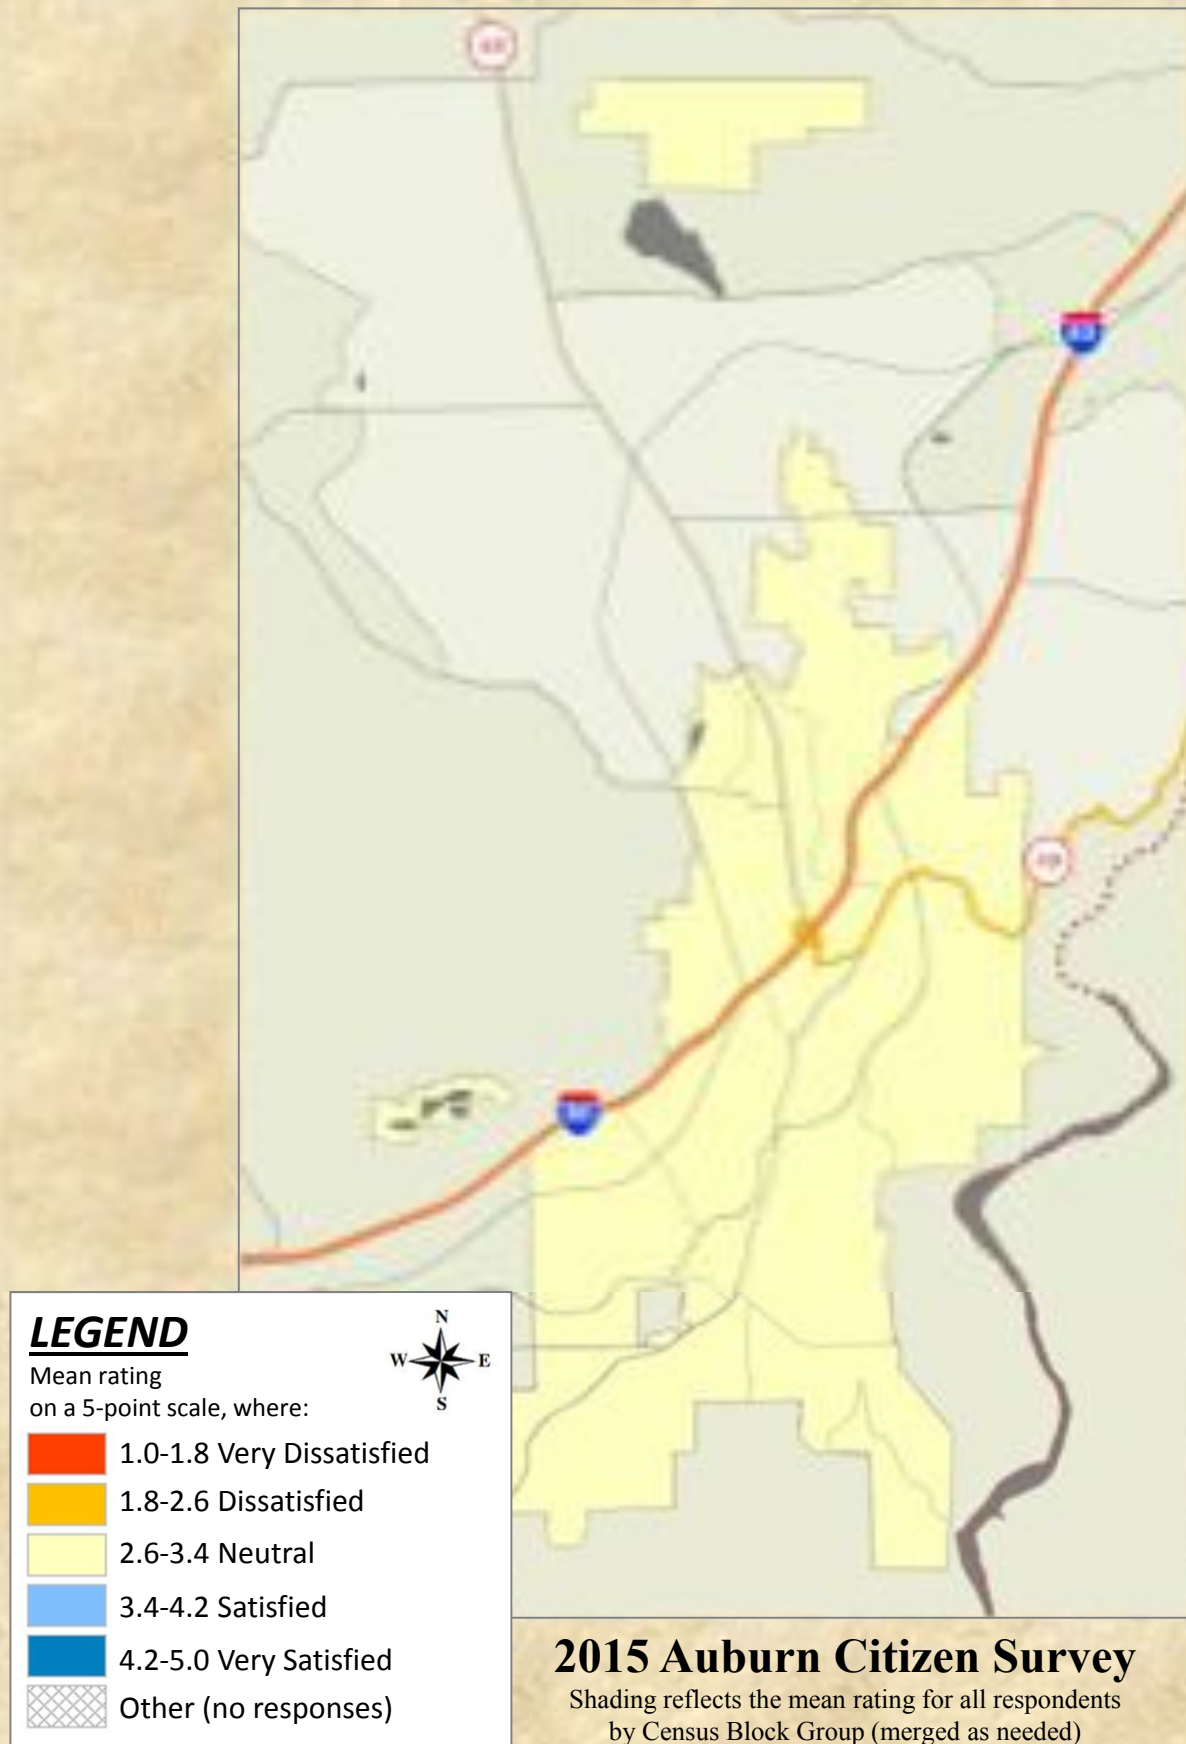 LEGEND
Mean rating
on a 5-point scale, where:
N
W
E
S
1.0-1.8 Very Dissatisfied
1.8-2.6 Dissatisfied
2.6-3.4 Neutral
3.4-4.2 Satisfied
4.2-5.0 Very Satisfied
Other (no responses)
2015 Auburn Citizen Survey
Shading reflects the mean rating for all respondents
by Census Block Group (merged as needed)